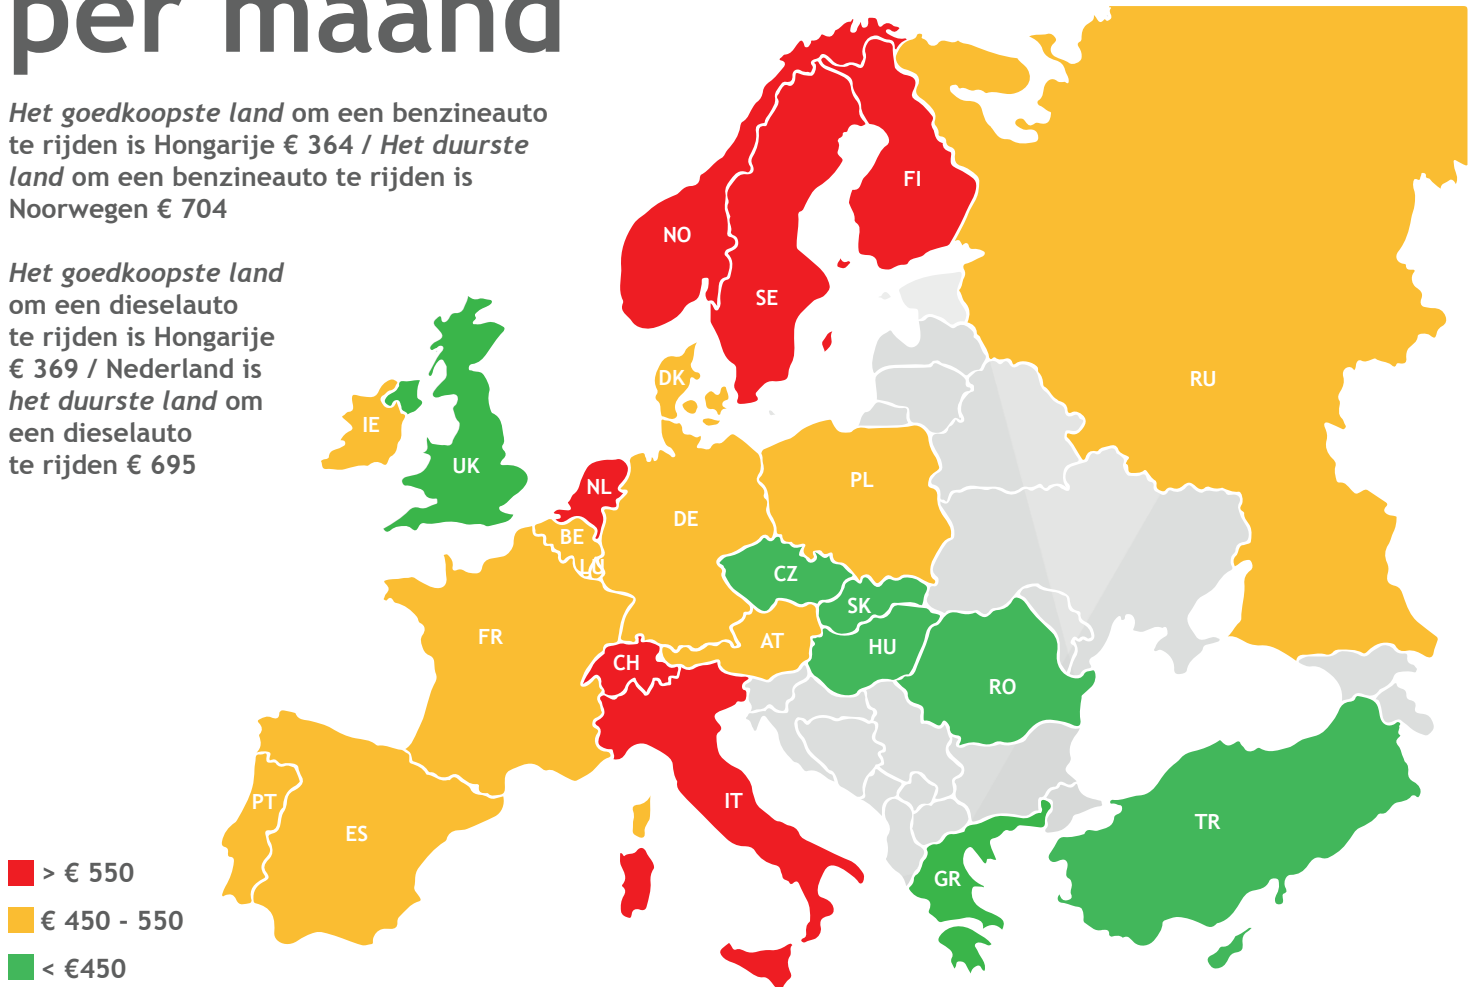 per maand
Het goedkoopste land om een benzineauto
te rijden is Hongarije € 364 / Het duurste
land om een benzineauto te rijden is
Noorwegen € 704
Het goedkoopste land
om een dieselauto
te rijden is Hongarije
€ 369 / Nederland is
het duurste land om
een dieselauto
te rijden € 695
FI
NO
SE
RU
DK
IE
UK
NL
PL
DE
BE
LU
CZ
SK
FR
AT
HU
CH
RO
PT
IT
ES
TR
GR
> € 550
€ 450 - 550
< €450